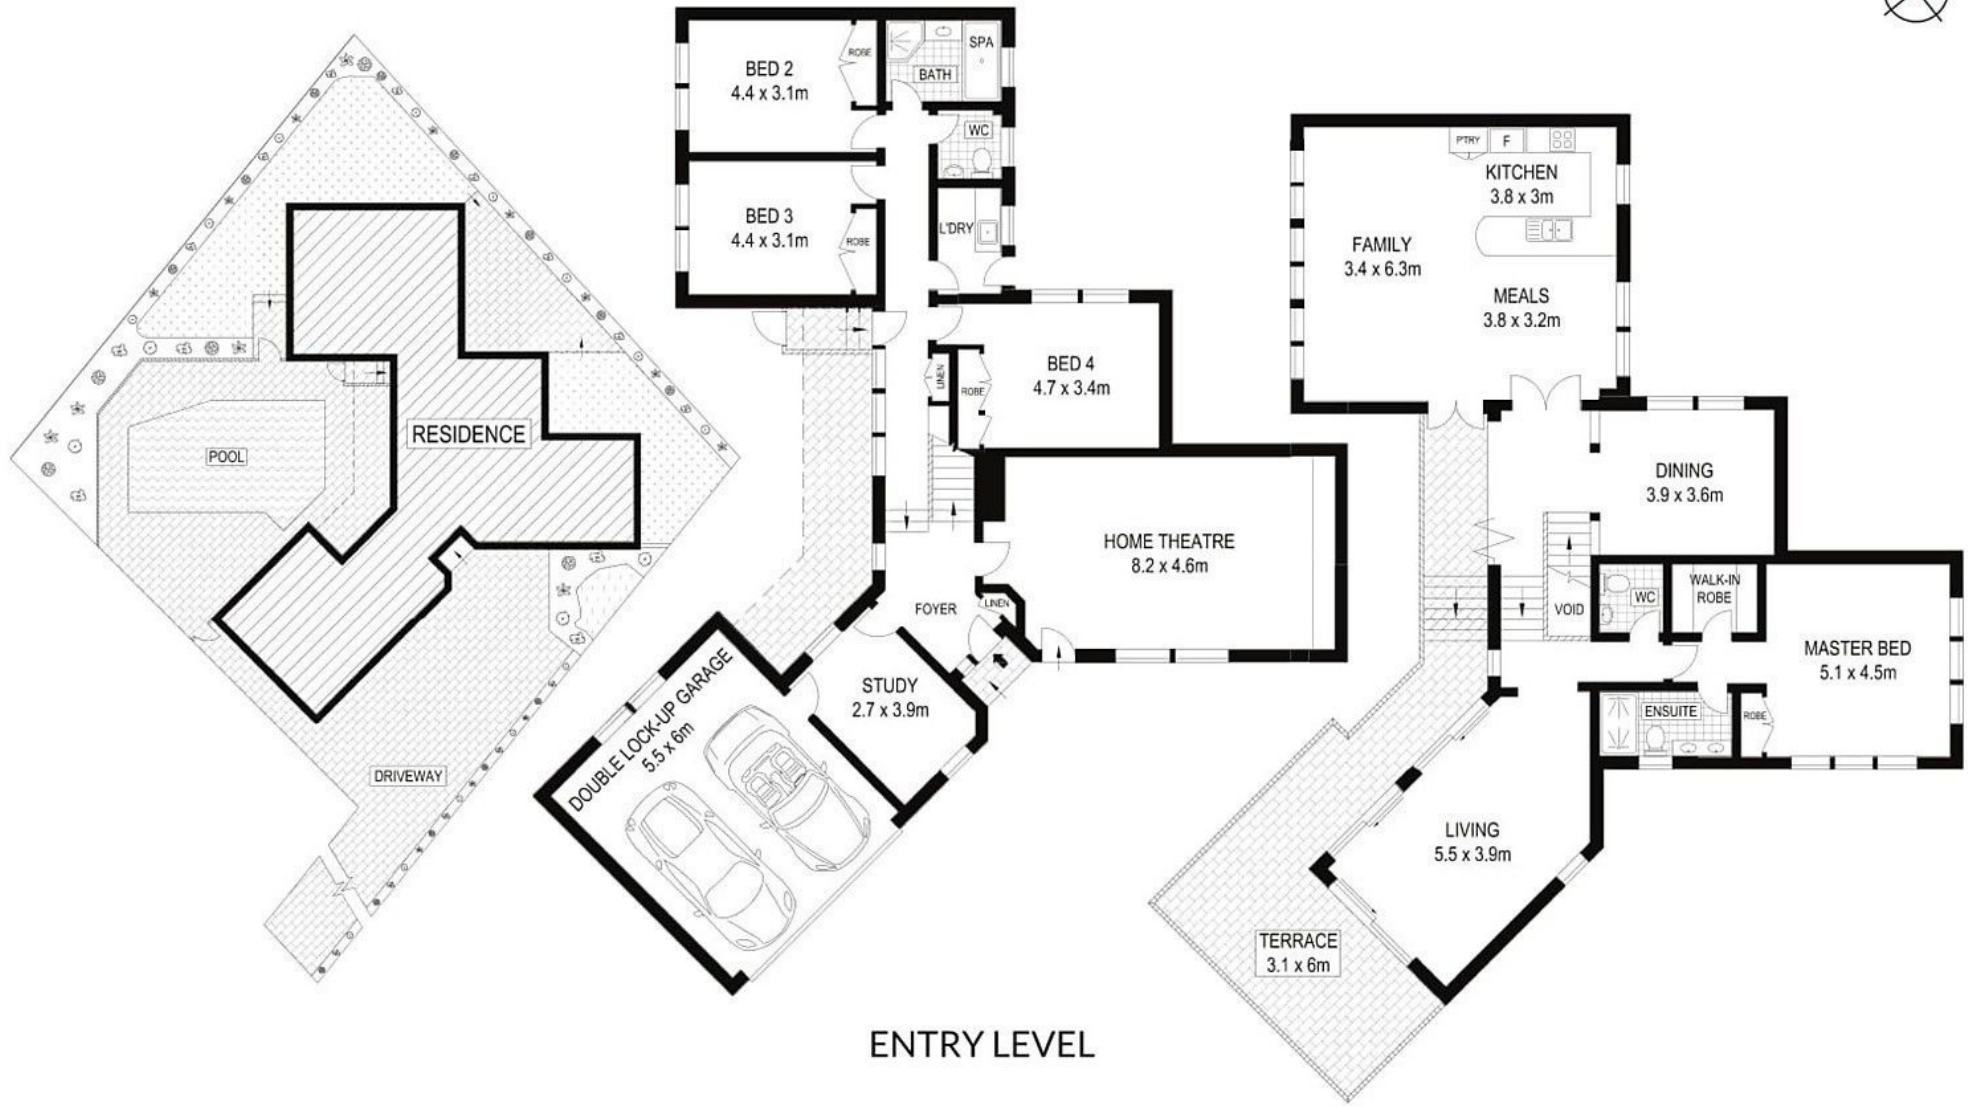 RESIDENCE
POOL
DRIVEWAY
BED 2
4.4 x 3.1m
ROBE
BATH
SPA
WC
BED 3
4.4 x 3.1m
ROBE
L'DRY
BED 4
4.7 x 3.4m
LINEN
ROBE
HOME THEATRE
8.2 x 4.6m
FOYER
LINEN
STUDY
2.7 x 3.9m
DOUBLE LOCK-UP GARAGE
5.5 x 6m
P'TRY
F
KITCHEN
3.8 x 3m
FAMILY
3.4 x 6.3m
MEALS
3.8 x 3.2m
DINING
3.9 x 3.6m
WC
WALK-IN
ROBE
VOID
MASTER BED
5.1 x 4.5m
ENSUITE
ROBE
LIVING
5.5 x 3.9m
TERRACE
3.1 x 6m
ENTRY LEVEL